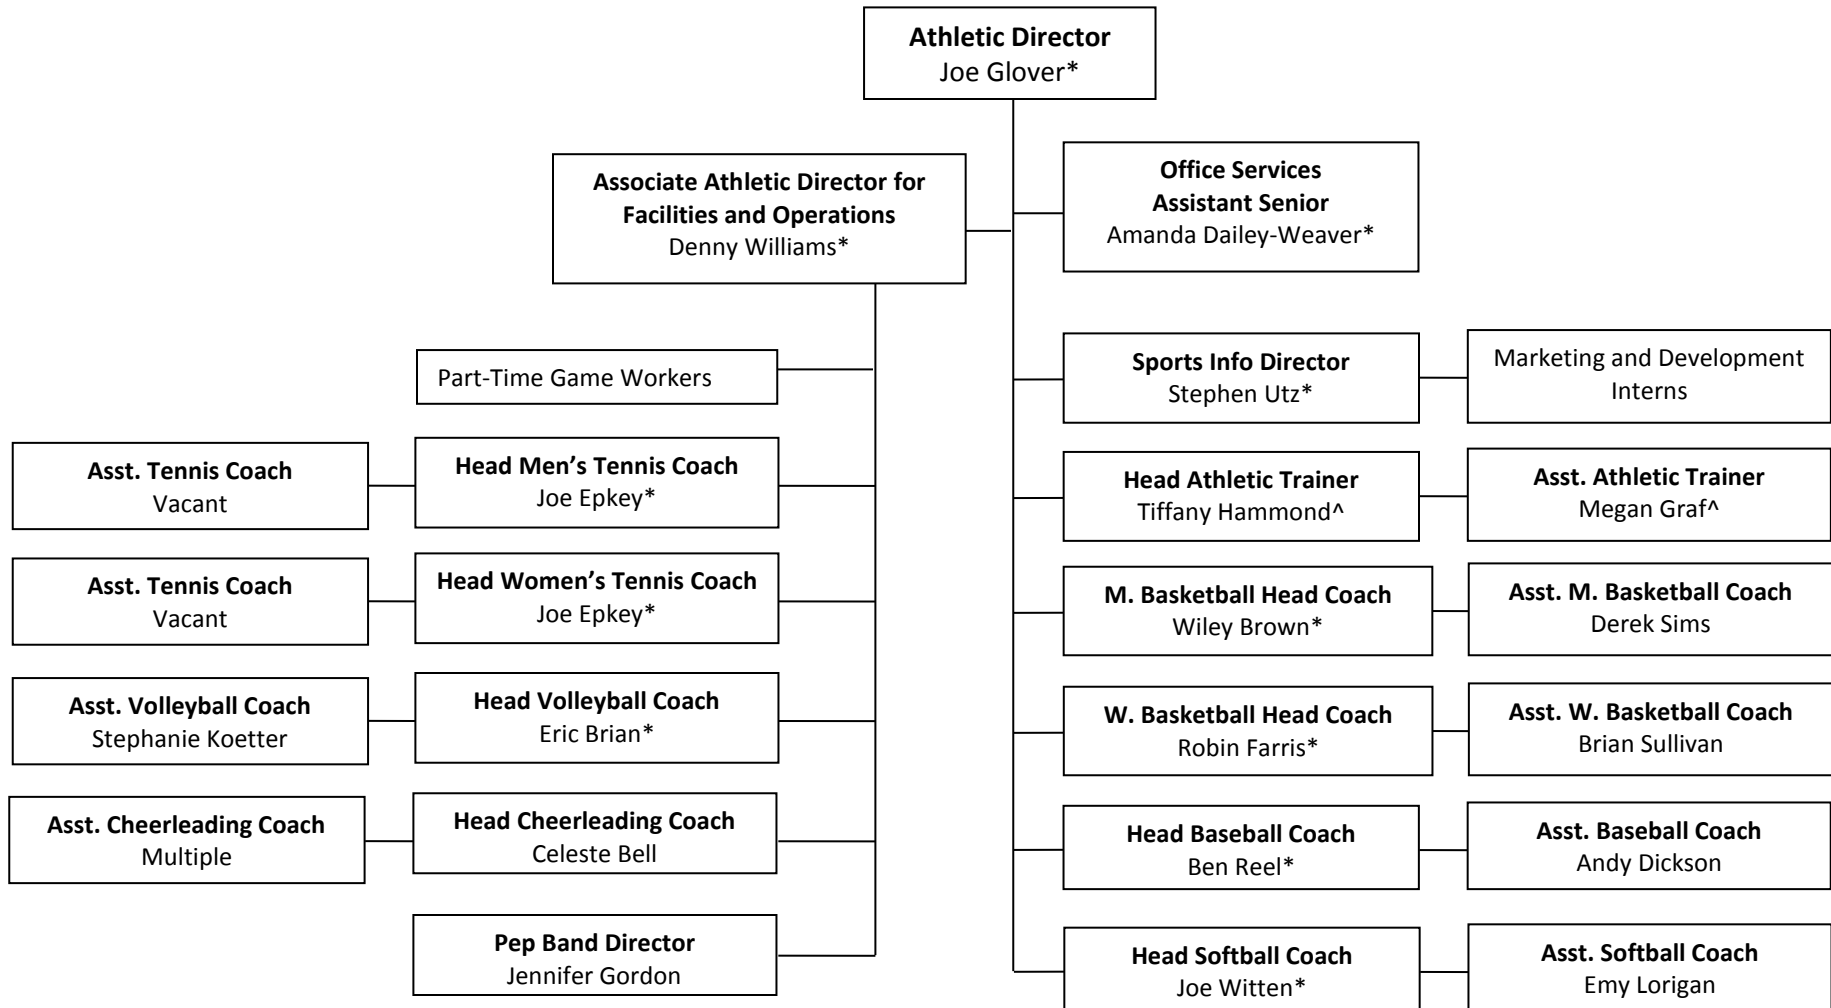 Athletic Director
Joe Glover*
Associate Athletic Director for
Facilities and Operations
Denny Williams*
Office Services
Assistant Senior
Amanda Dailey-Weaver*
Part-Time Game Workers
Sports Info Director
Stephen Utz*
Marketing and Development
Interns
Asst. Tennis Coach
Vacant
Head Men’s Tennis Coach
Joe Epkey*
Head Athletic Trainer
Tiffany Hammond^
Asst. Athletic Trainer
Megan Graf^
Asst. Tennis Coach
Vacant
Head Women’s Tennis Coach
Joe Epkey*
M. Basketball Head Coach
Wiley Brown*
Asst. M. Basketball Coach
Derek Sims
Asst. Volleyball Coach
Stephanie Koetter
Head Volleyball Coach
Eric Brian*
W. Basketball Head Coach
Robin Farris*
Asst. W. Basketball Coach
Brian Sullivan
Asst. Cheerleading Coach
Multiple
Head Cheerleading Coach
Celeste Bell
Head Baseball Coach
Ben Reel*
Asst. Baseball Coach
Andy Dickson
Pep Band Director
Jennifer Gordon
Head Softball Coach
Joe Witten*
Asst. Softball Coach
Emy Lorigan